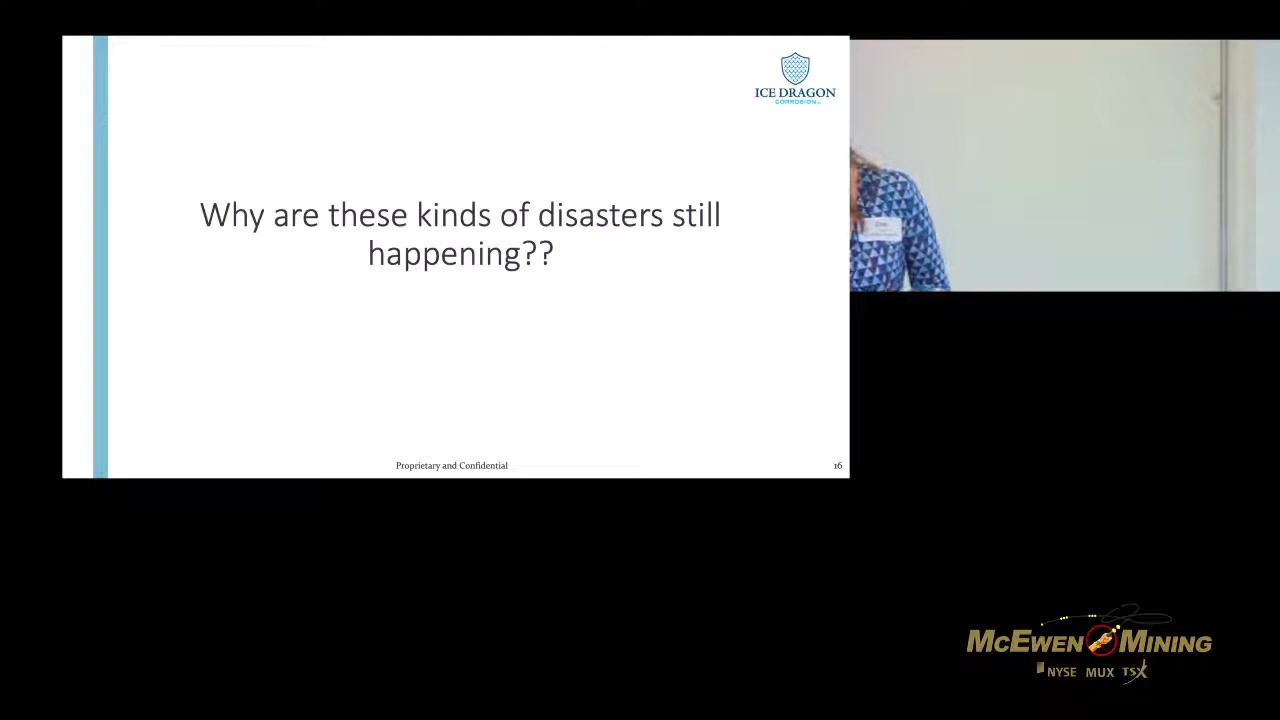 ICE DRAGON
CORROSION
Why are these kinds of disasters still
happening??
Proprietary and Confidential
16
McEWEN MINING
NYSE MUX TSX